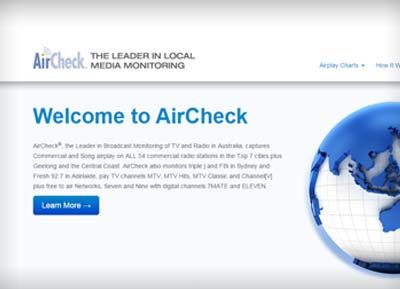 AirCheck. THE LEADER IN LOCAL
MEDIA MONITORING
Airplay Charts
How It W
Welcome to AirCheck
AirCheck®, the Leader in Broadcast Monitoring of TV and Radio in Australia, captures
Commercial and Song airplay on ALL 54 commercial radio stations in the Top 7 cities plus
Geelong and the Central Coast. AirCheck also monitors triple j and FBi in Sydney and
Fresh 92.7 in Adelaide, pay TV channels MTV, MTV Hits, MTV Classic and Channel[V]
plus free to air Networks, Seven and Nine with digital channels 7MATE and ELEVEN.
Learn More →